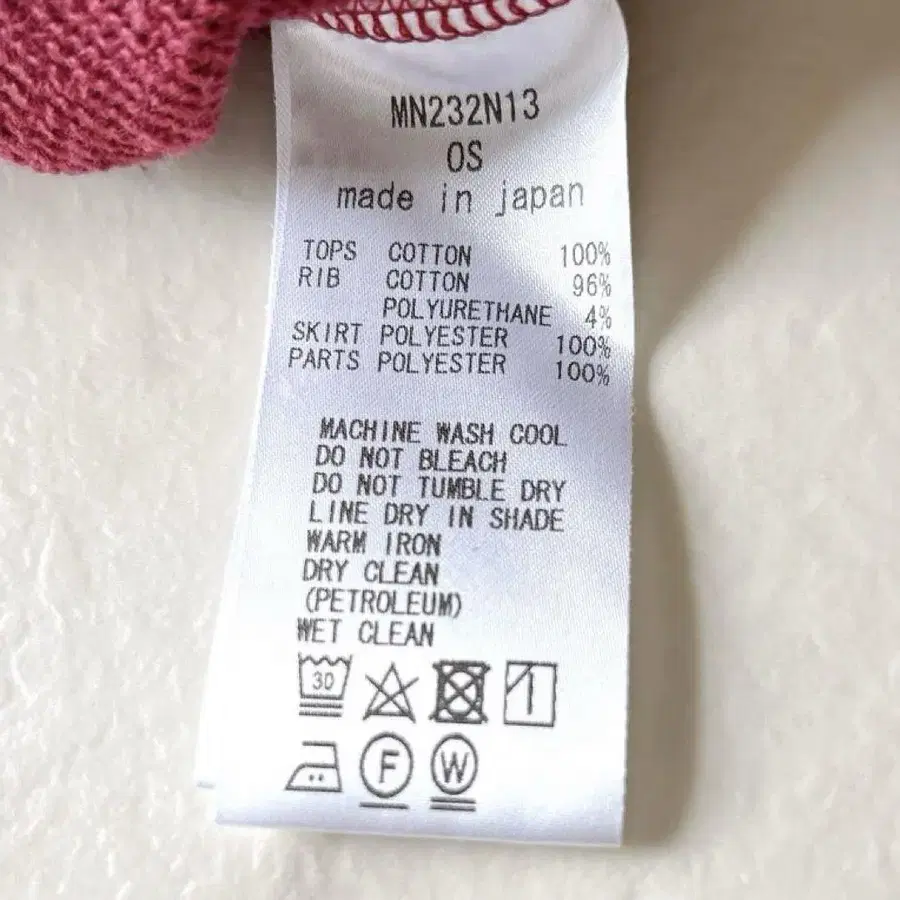 MN232N13
OS
made in japan
TOPS COTTON 100%
RIB COTTON 96%
POLYURETHANE 4%
SKIRT POLYESTER 100%
PARTS POLYESTER 100%
MACHINE WASH COOL
DO NOT BLEACH
DO NOT TUMBLE DRY
LINE DRY IN SHADE
WARM IRON
DRY CLEAN
(PETROLEUM)
WET CLEAN
30
F W